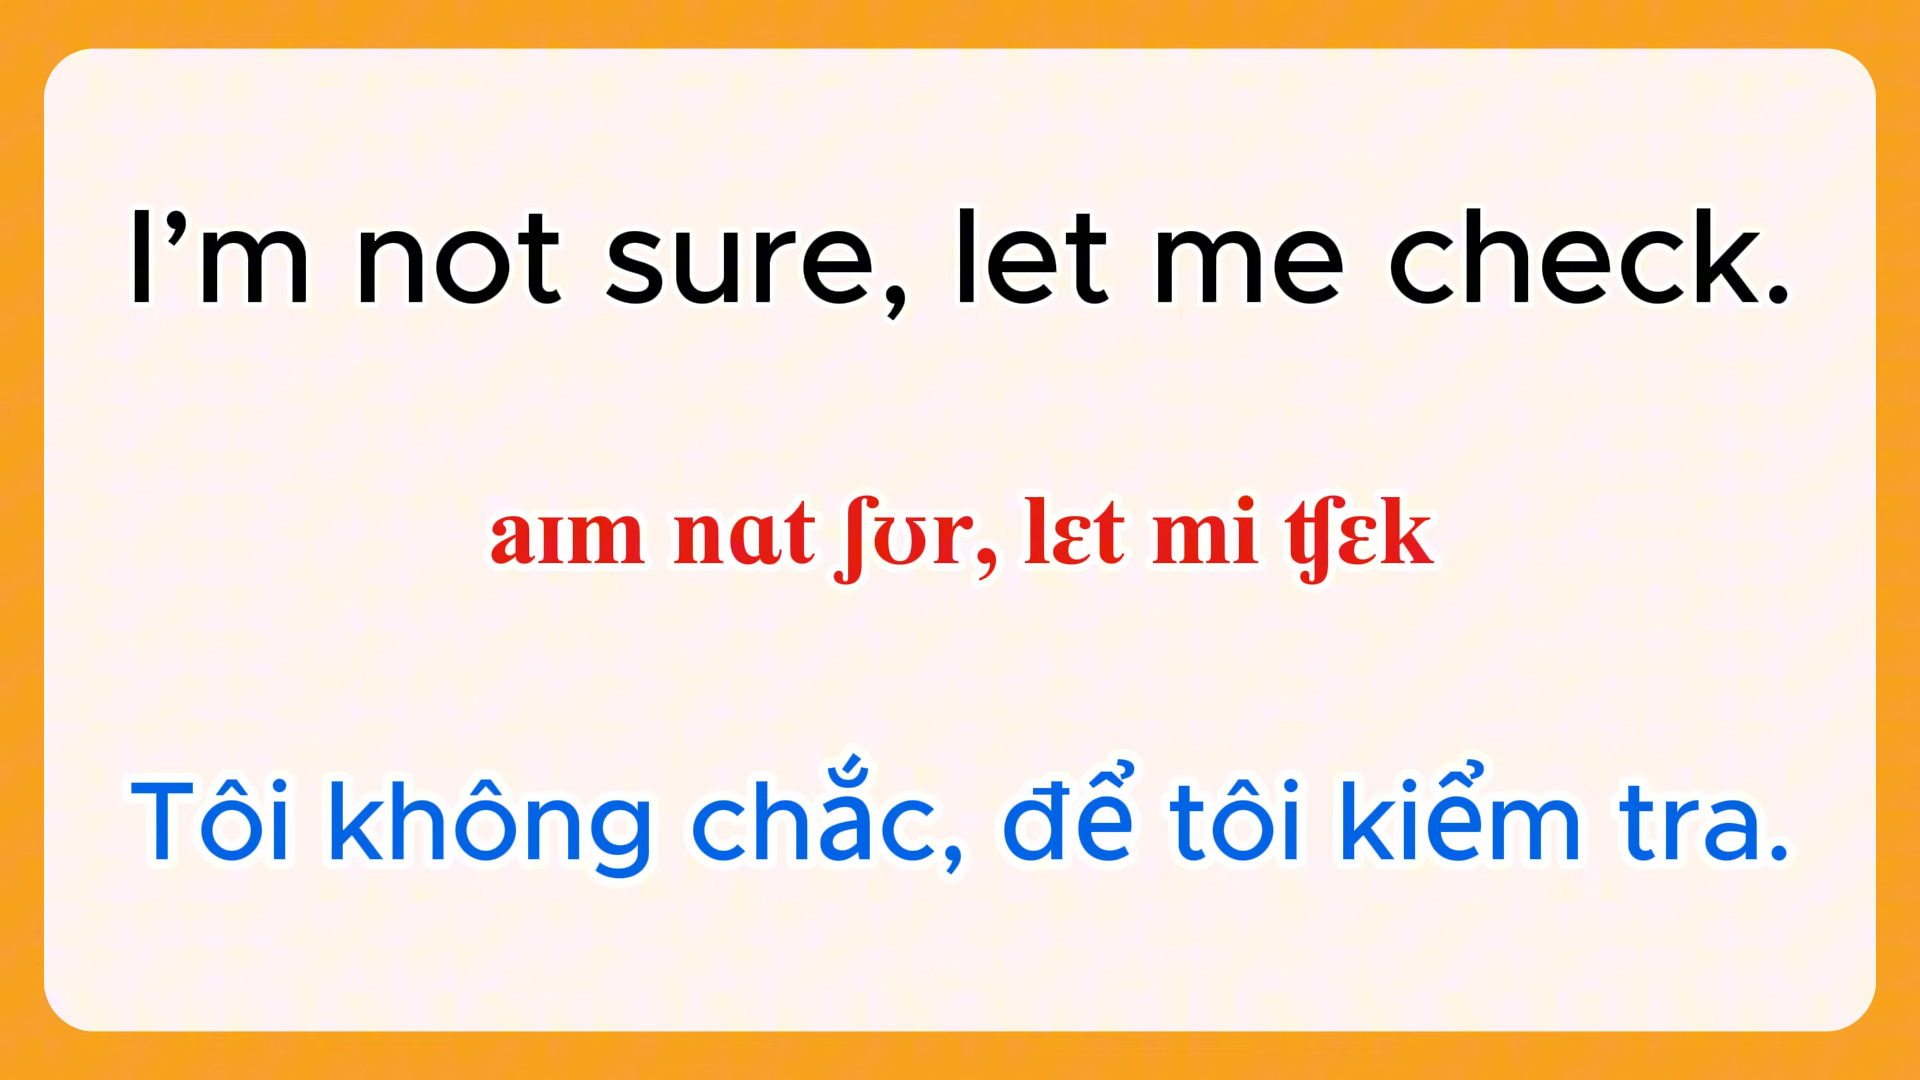 I’m not sure, let me check.
aɪm nɑt ʃʊr, lɛt mi ʧɛk
Tôi không chắc, để tôi kiểm tra.